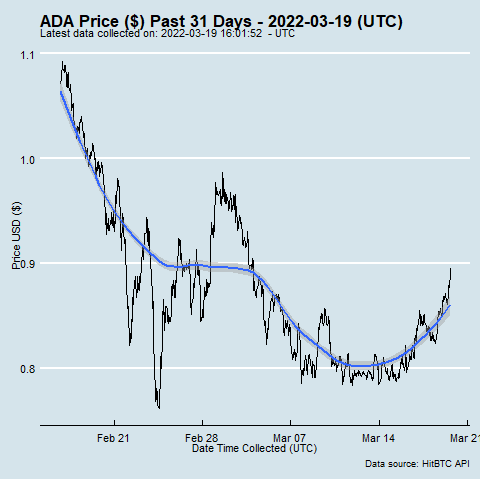 ADA Price ($) Past 31 Days - 2022-03-19 (UTC)
Latest data collected on: 2022-03-19 16:01:52 - UTC
1.1
1.0
0.9
0.8
Price USD ($)
Feb 21 Feb 28 Mar 07 Mar 14 Mar 21
Date Time Collected (UTC)
Data source: HitBTC API